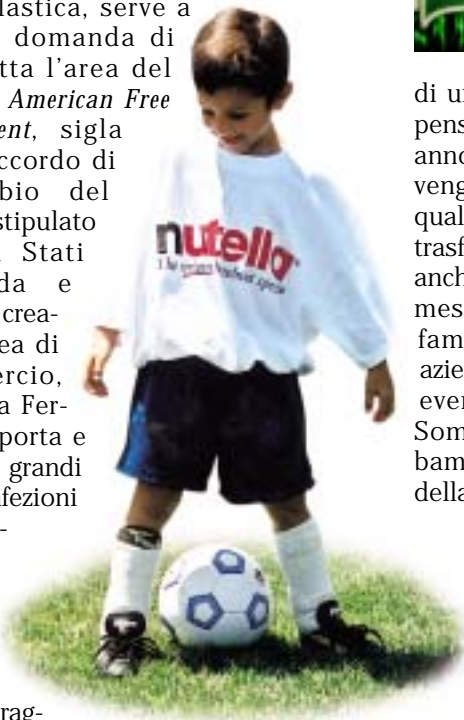 lastica, serve a
domanda di
tta l'area del
American Free
ent, sigla
ccordo di
bio del
stipulato
Stati
da e
crea-
ea di
ercio,
a Fer-
porta e
grandi
fezioni
-
rag-
nutella
The
spread
di u
pens
anno
veng
qual
trasf
anch
mes
fam
azie
ever
Som
bam
della